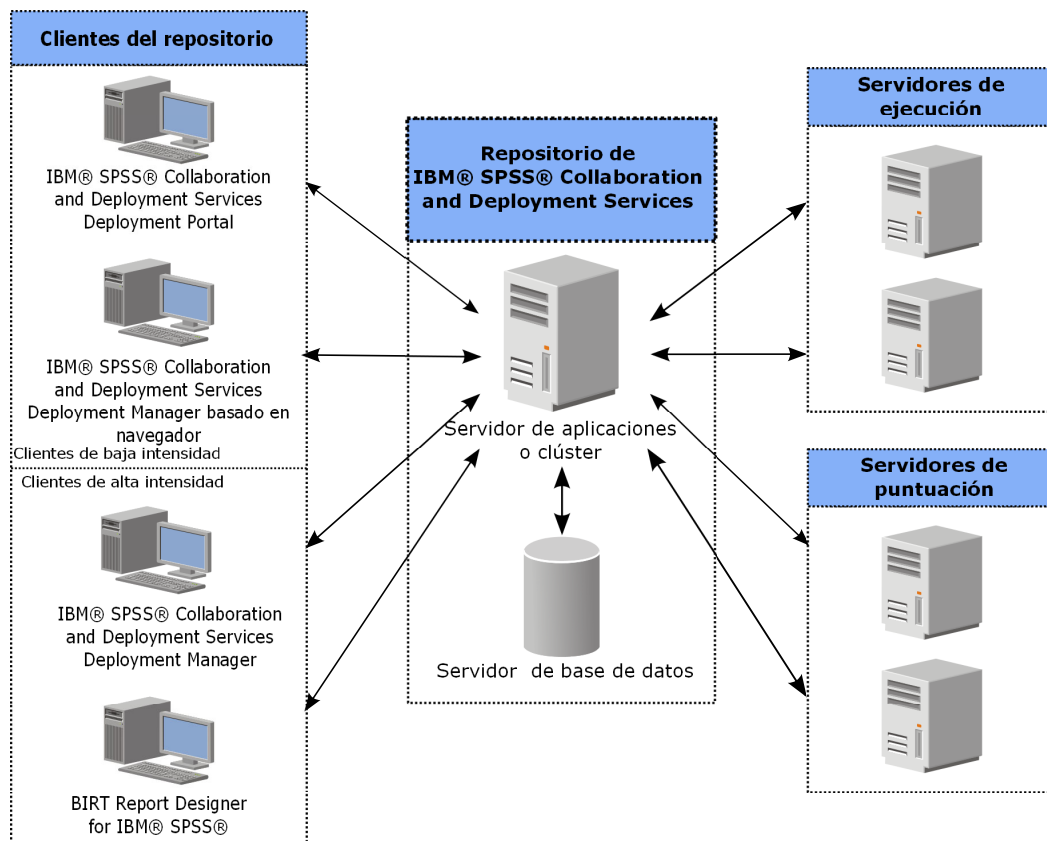 Clientes del repositorio
IBM® SPSS® Collaboration
and Deployment Services
Deployment Portal
IBM® SPSS® Collaboration
and Deployment Services
Deployment Manager basado en
navegador
Clientes de baja intensidad
Clientes de alta intensidad
IBM® SPSS® Collaboration
and Deployment Services
Deployment Manager
BIRT Report Designer
for IBM® SPSS®
Repositorio de
IBM® SPSS® Collaboration
and Deployment Services
Servidor de aplicaciones
o clúster
Servidor de base de datos
Servidores de
ejecución
Servidores de
puntuación